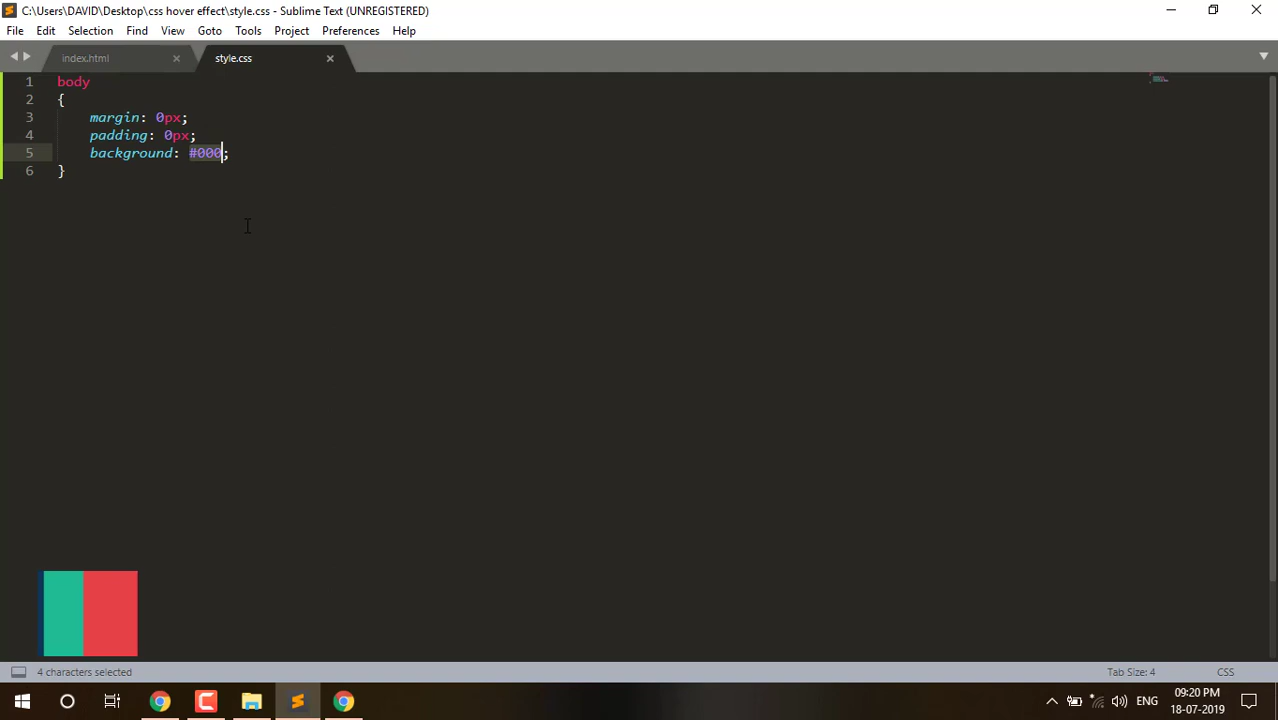 C:\Users\DAVID\Desktop\css hover effect\style.css - Sublime Text (UNREGISTERED)
File Edit Selection Find View Goto Tools Project Preferences Help
index.html × style.css ×
1 body
2 {
3 margin: 0px;
4 padding: 0px;
5 background: #000;
6 }
4 characters selected Tab Size: 4 CSS
ENG 09:20 PM
18-07-2019